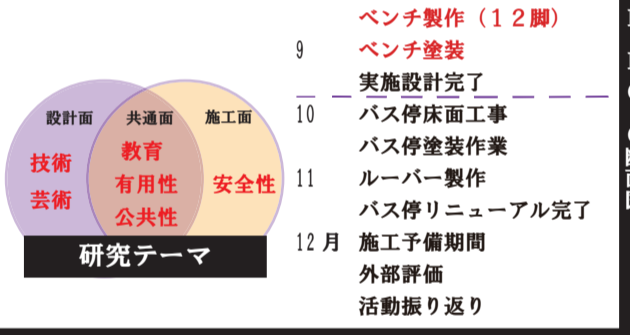 設計面
共通面
施工面
技術
芸術
教育
有用性
公共性
安全性
研究テーマ
ベンチ製作（１２脚）
9 ベンチ塗装
実施設計完了
10 バス停床面工事
バス停塗装作業
11 ルーバー製作
バス停リニューアル完了
12月 施工予備期間
外部評価
活動振り返り